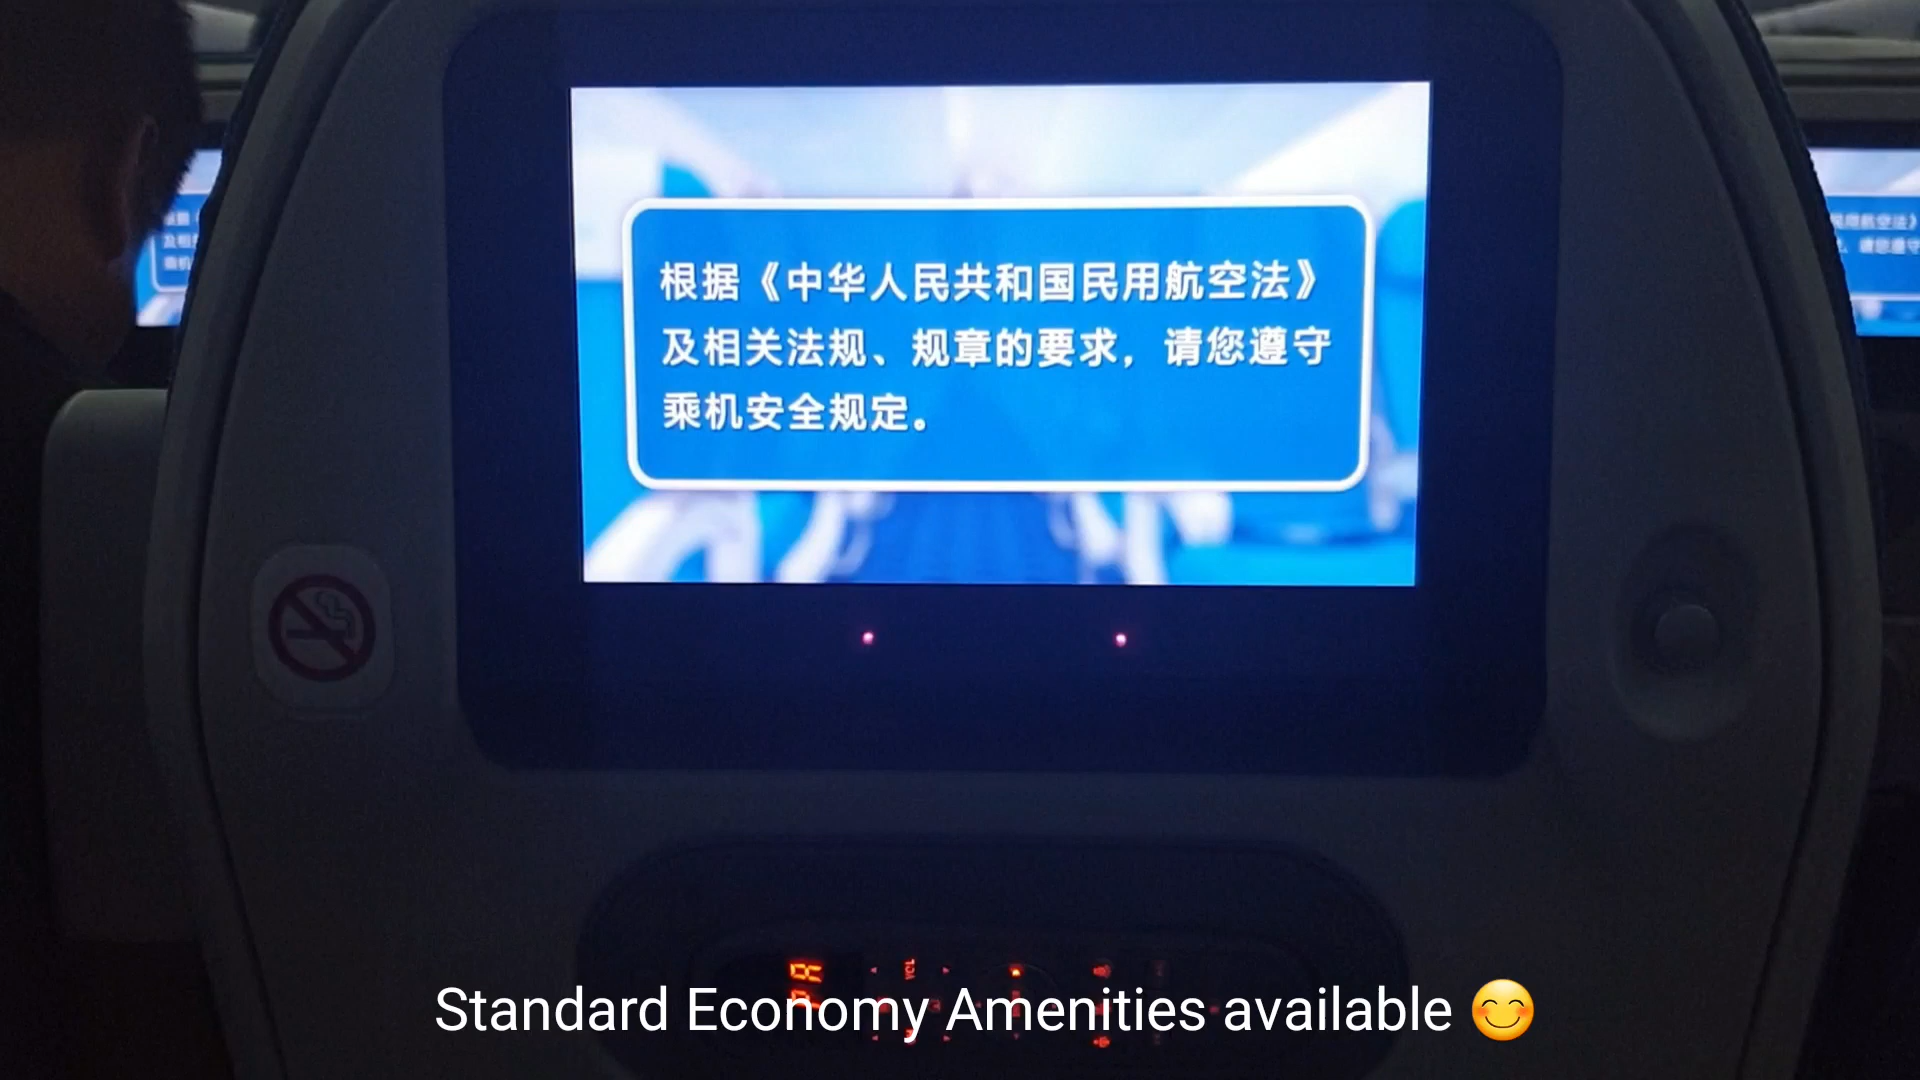 根据《中华人民共和国民用航空法》
及相关法规、规章的要求，请您遵守
乘机安全规定。
VOL
Standard Economy Amenities available 😊